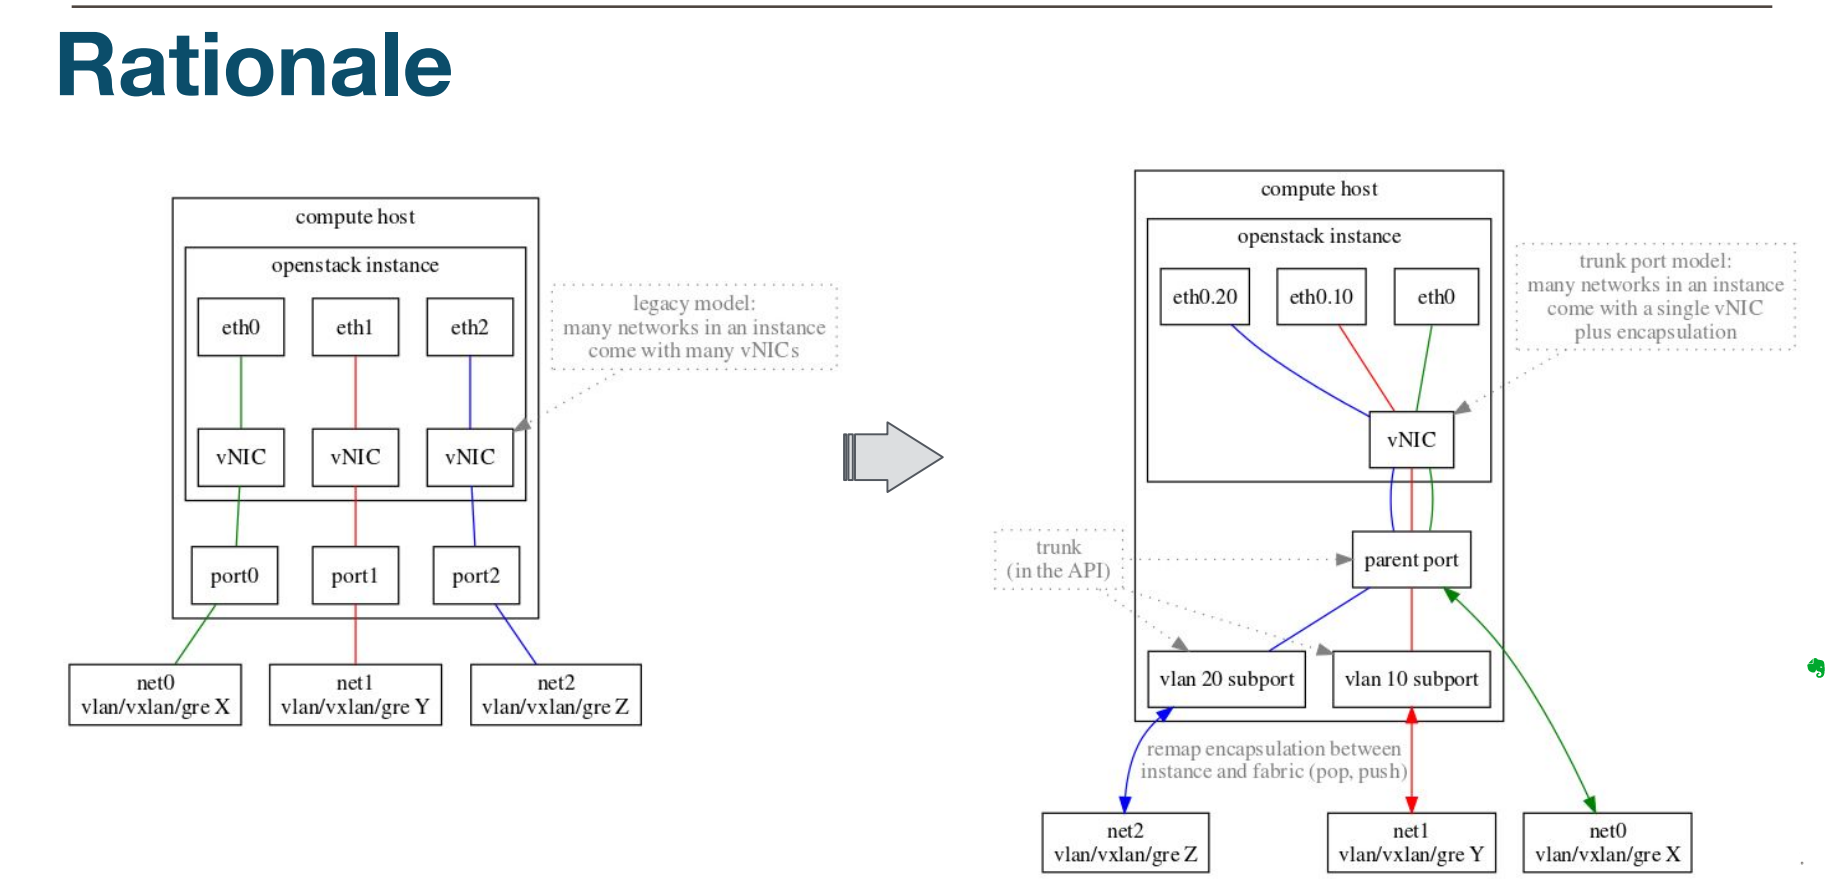 Rationale
compute host
openstack instance
eth0
eth1
eth2
legacy model:
many networks in an instance
come with many vNICs
vNIC
vNIC
vNIC
port0
port1
port2
net0
vlan/vxlan/gre X
net1
vlan/vxlan/gre Y
net2
vlan/vxlan/gre Z
compute host
openstack instance
eth0.20
eth0.10
eth0
trunk port model:
many networks in an instance
come with a single vNIC
plus encapsulation
vNIC
trunk
(in the API)
parent port
vlan 20 subport
vlan 10 subport
remap encapsulation between
instance and fabric (pop, push)
net2
vlan/vxlan/gre Z
net1
vlan/vxlan/gre Y
net0
vlan/vxlan/gre X